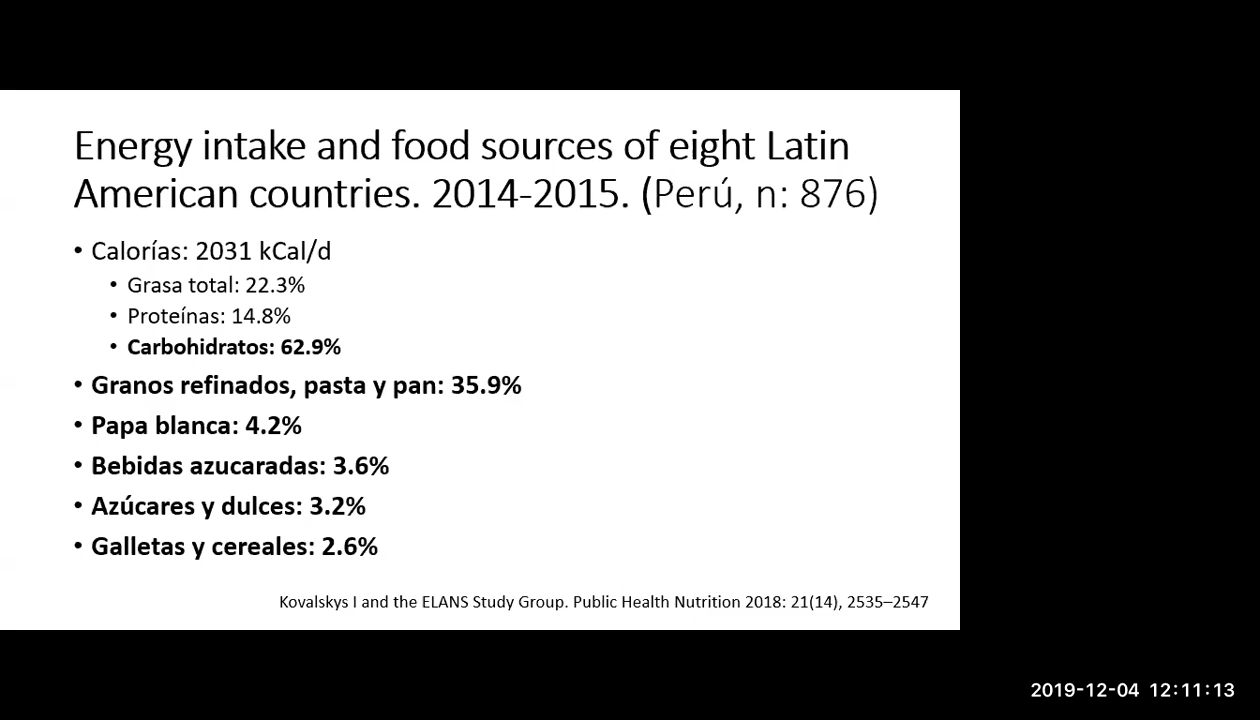 Energy intake and food sources of eight Latin
American countries. 2014-2015. (Perú, n: 876)
• Calorías: 2031 kCal/d
• Grasa total: 22.3%
• Proteínas: 14.8%
• Carbohidratos: 62.9%
• Granos refinados, pasta y pan: 35.9%
• Papa blanca: 4.2%
• Bebidas azucaradas: 3.6%
• Azúcares y dulces: 3.2%
• Galletas y cereales: 2.6%
Kovalskys I and the ELANS Study Group. Public Health Nutrition 2018: 21(14), 2535–2547
2019-12-04 12:11:13